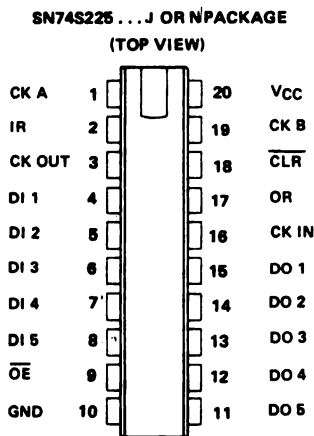 SN74S225 . . . J OR N PACKAGE
(TOP VIEW)
CK A 1 20 VCC
IR 2 19 CK B
CK OUT 3 18 CLR
DI 1 4 17 OR
DI 2 5 16 CK IN
DI 3 6 15 DO 1
DI 4 7 14 DO 2
DI 5 8 13 DO 3
OE 9 12 DO 4
GND 10 11 DO 5